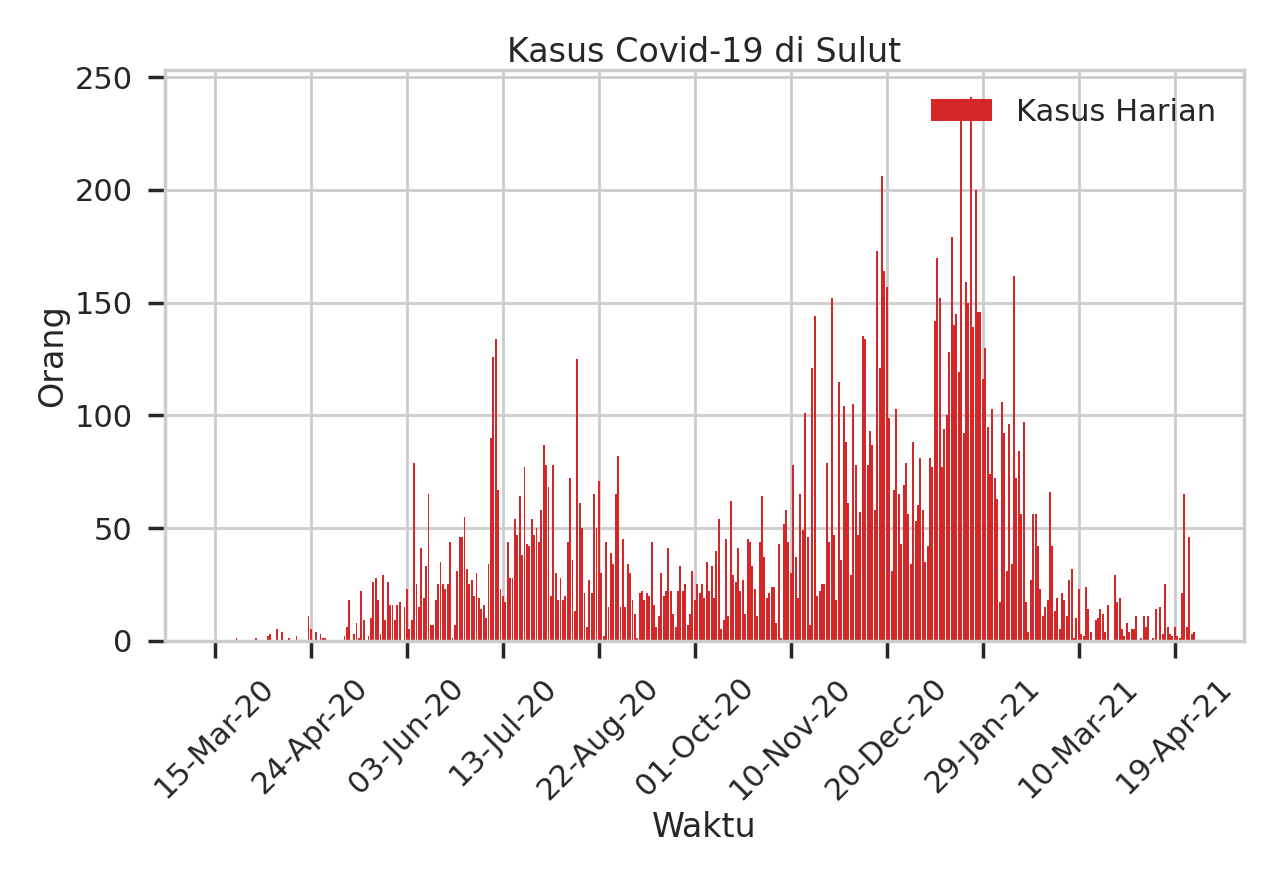 Kasus Covid-19 di Sulut
Kasus Harian
Orang
250
200
150
100
50
0
15-Mar-20
24-Apr-20
03-Jun-20
13-Jul-20
22-Aug-20
01-Oct-20
10-Nov-20
20-Dec-20
29-Jan-21
10-Mar-21
19-Apr-21
Waktu